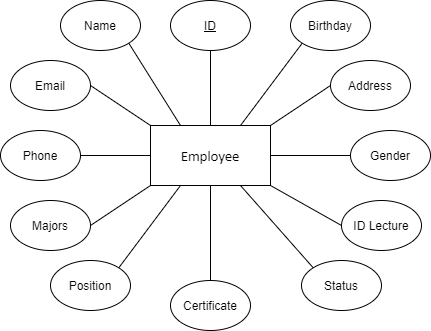 Name
ID
Birthday
Email
Address
Phone
Employee
Gender
Majors
ID Lecture
Position
Status
Certificate